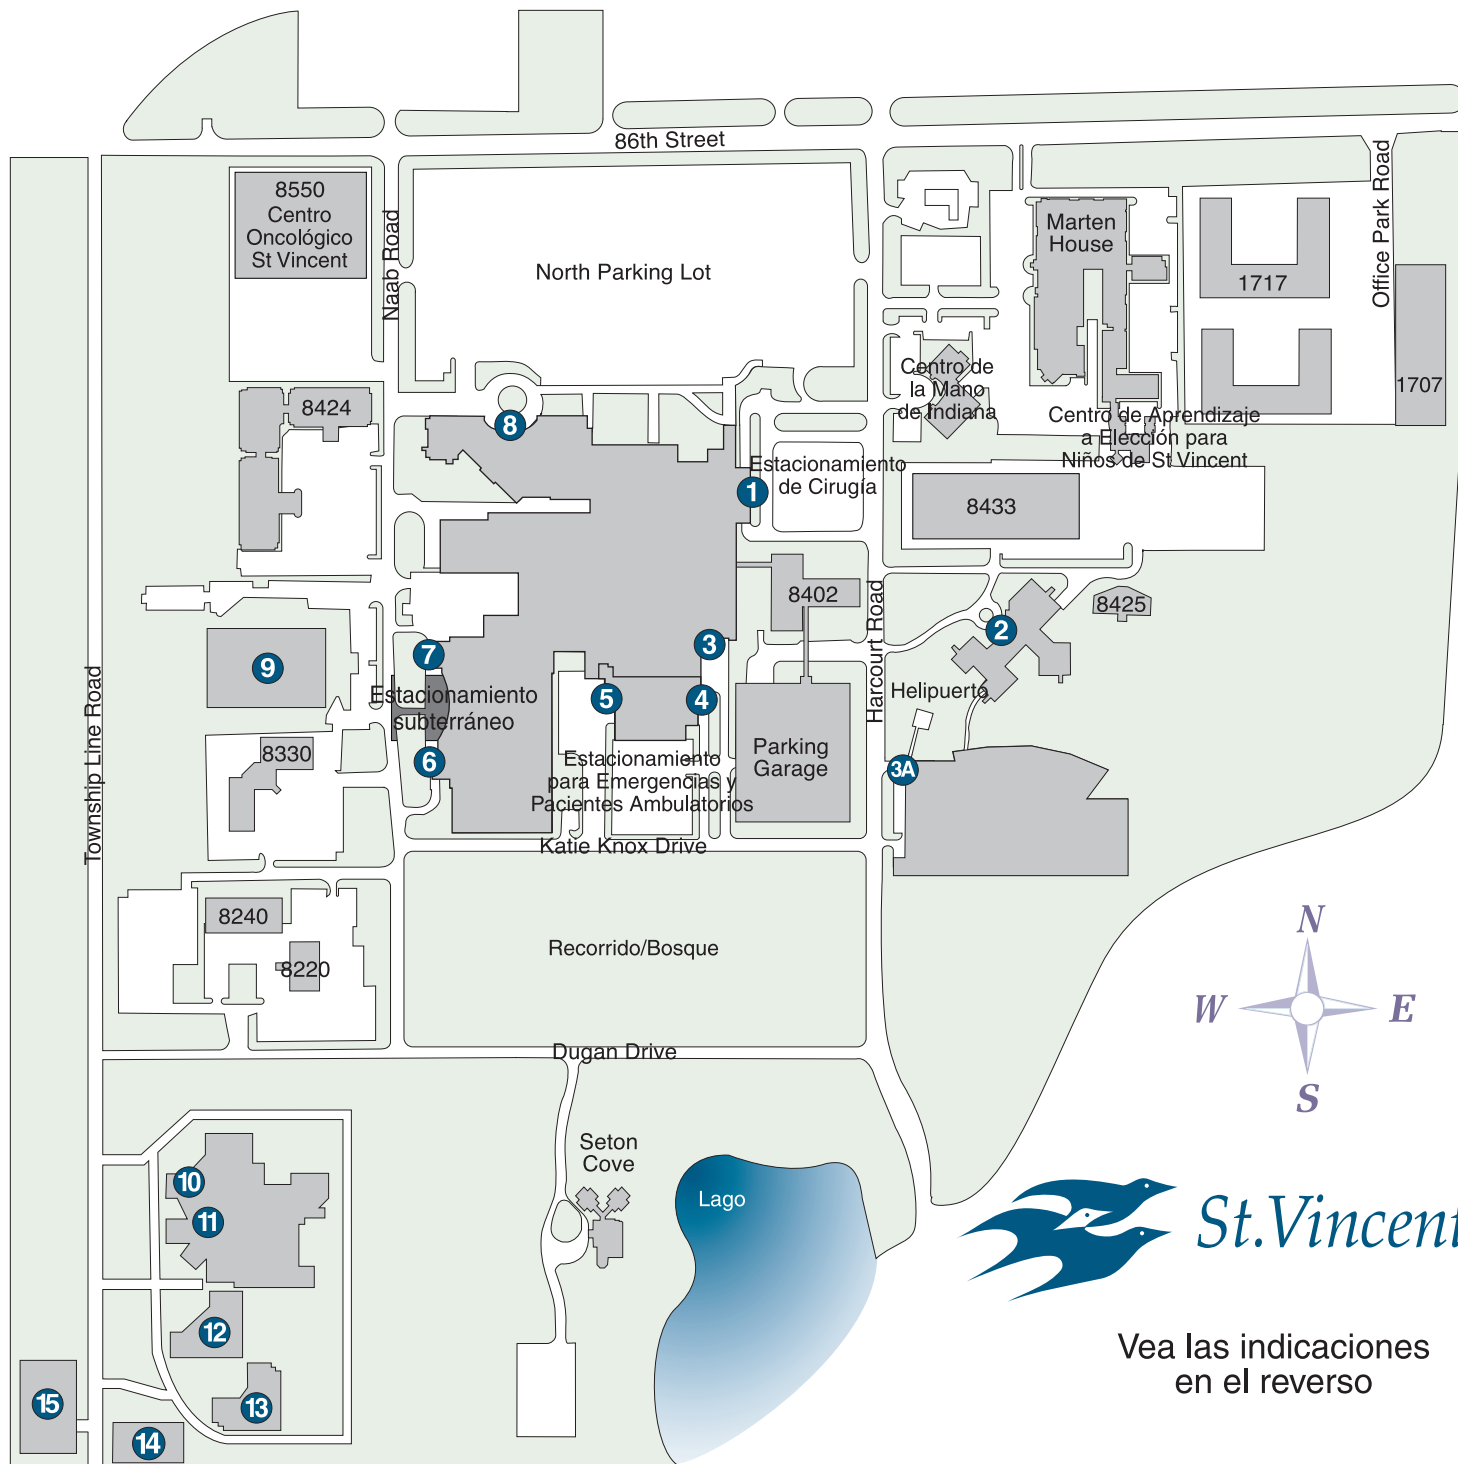 86th Street
8550
Centro
Oncológico
St Vincent
Naab Road
North Parking Lot
Marten
House
1717
Office Park Road
1707
8424
8
Centro de
la Mano
de Indiana
Centro de Aprendizaje
a Elección para
Niños de St Vincent
Estacionamiento
de Cirugía
1
8433
8402
Harcourt Road
8425
2
3
7
9
Estacionamiento
subterráneo
5
4
Helipuerto
Township Line Road
8330
6
Estacionamiento
para Emergencias y
Pacientes Ambulatorios
Parking
Garage
3A
Katie Knox Drive
8240
8220
Recorrido/Bosque
N
W
E
S
Dugan Drive
Seton
Cove
Lago
10
11
St.Vincent
12
13
14
15
Vea las indicaciones
en el reverso